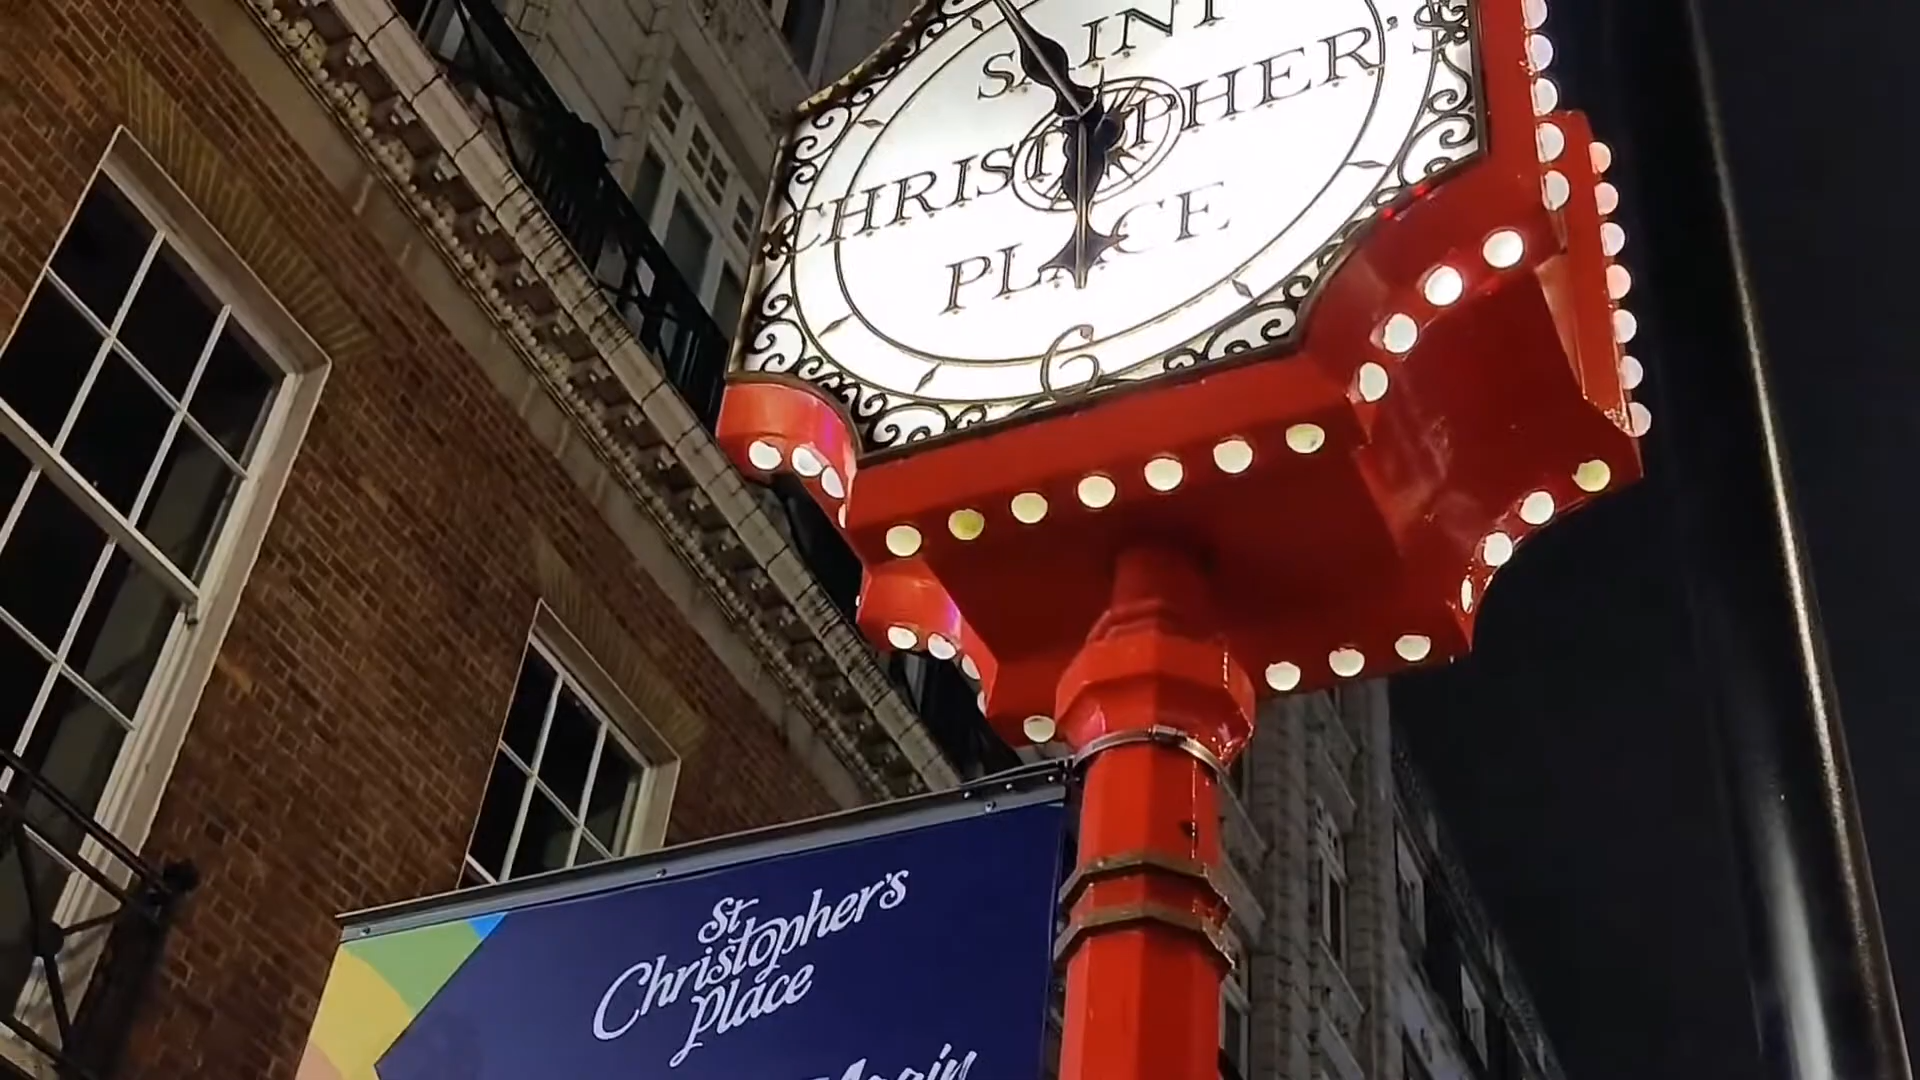 SAINT
CHRISTOPHER'S
PLACE
6
St
Christopher's
Place